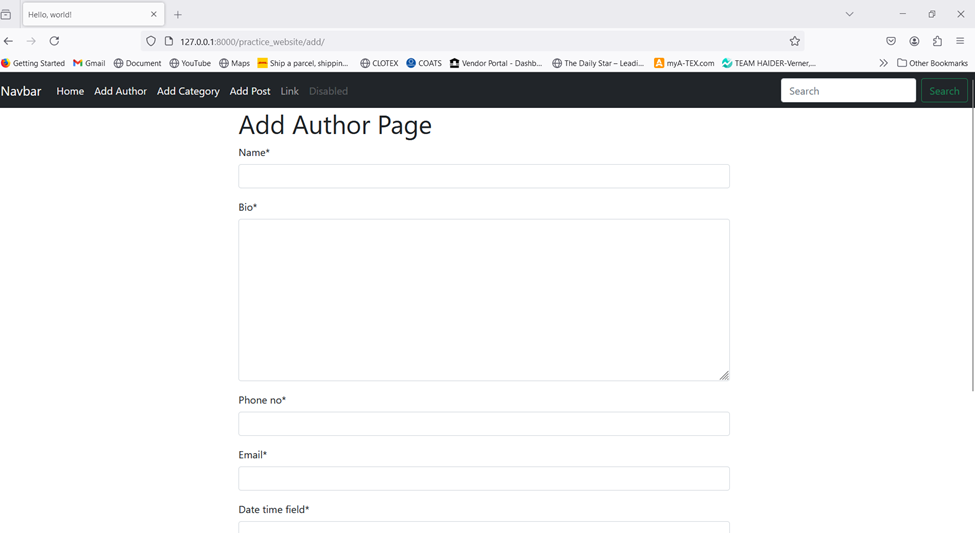 Hello, world!
127.0.0.1:8000/practice_website/add/
Getting Started Gmail Document YouTube Maps Ship a parcel, shippin... CLOTEX COATS Vendor Portal - Dashb... The Daily Star – Leadi... myA-TEX.com TEAM HAIDER-Verner,... Other Bookmarks
Navbar Home Add Author Add Category Add Post Link Disabled Search Search
Add Author Page
Name*
Bio*
Phone no*
Email*
Date time field*